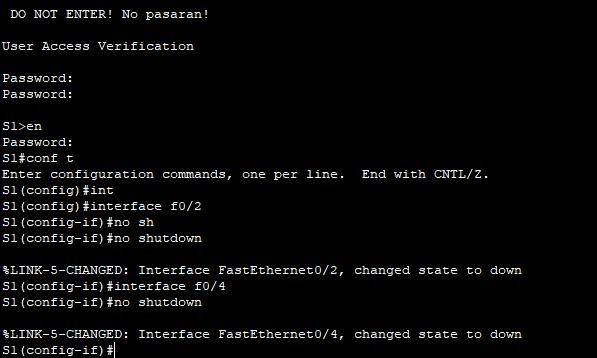 DO NOT ENTER! No pasaran!
User Access Verification
Password:
Password:
S1>en
Password:
S1#conf t
Enter configuration commands, one per line.  End with CNTL/Z.
S1(config)#int
S1(config)#interface f0/2
S1(config-if)#no sh
S1(config-if)#no shutdown
%LINK-5-CHANGED: Interface FastEthernet0/2, changed state to down
S1(config-if)#interface f0/4
S1(config-if)#no shutdown
%LINK-5-CHANGED: Interface FastEthernet0/4, changed state to down
S1(config-if)#